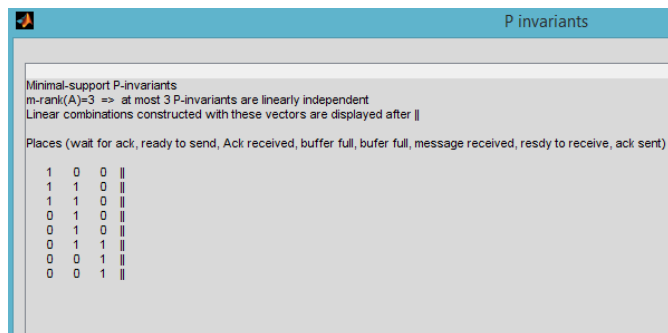 P invariants
Minimal-support P-invariants
m-rank(A)=3 => at most 3 P-invariants are linearly independent
Linear combinations constructed with these vectors are displayed after ||
Places (wait for ack, ready to send, Ack received, buffer full, bufer full, message received, resdy to receive, ack sent)
1 0 0 ||
1 1 0 ||
1 1 0 ||
0 1 0 ||
0 1 0 ||
0 1 1 ||
0 0 1 ||
0 0 1 ||